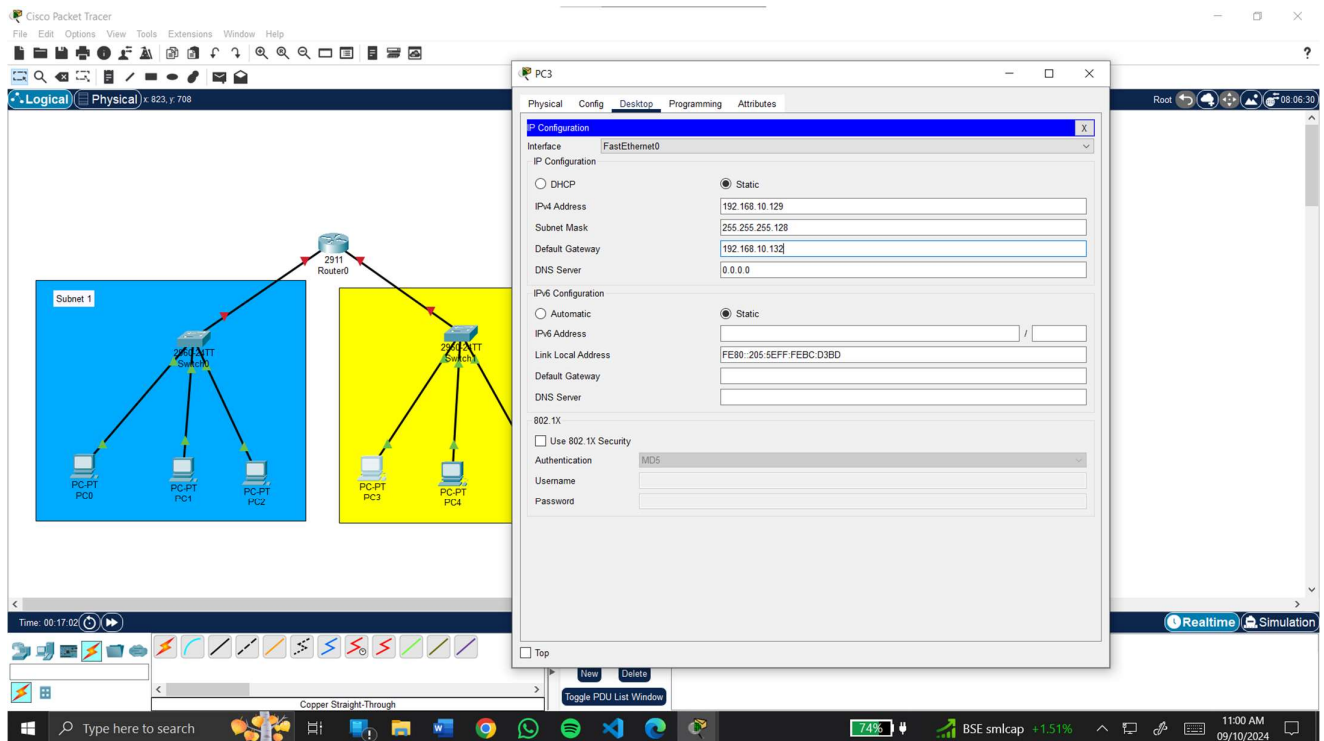 Cisco Packet Tracer
File Edit Options View Tools Extensions Window Help
?
Logical Physical x: 823, y: 708
Root 08:06:30
2911
Router0
Subnet 1
2960-24TT
Switch0
2960-24TT
PC-PT
PC0
PC-PT
PC1
PC-PT
PC2
PC-PT
PC3
PC-PT
PC4
PC3
Physical Config Desktop Programming Attributes
IP Configuration X
Interface FastEthernet0
IP Configuration
DHCP Static
IPv4 Address 192.168.10.129
Subnet Mask 255.255.255.128
Default Gateway 192.168.10.132
DNS Server 0.0.0.0
IPv6 Configuration
Automatic Static
IPv6 Address /
Link Local Address FE80::205:5EFF:FEBC:D3BD
Default Gateway
DNS Server
802.1X
Use 802.1X Security
Authentication MD5
Username
Password
Top
Time: 00:17:02
Realtime Simulation
New Delete
Toggle PDU List Window
Copper Straight-Through
Type here to search
74%
BSE smlcap +1.51%
11:00 AM
09/10/2024